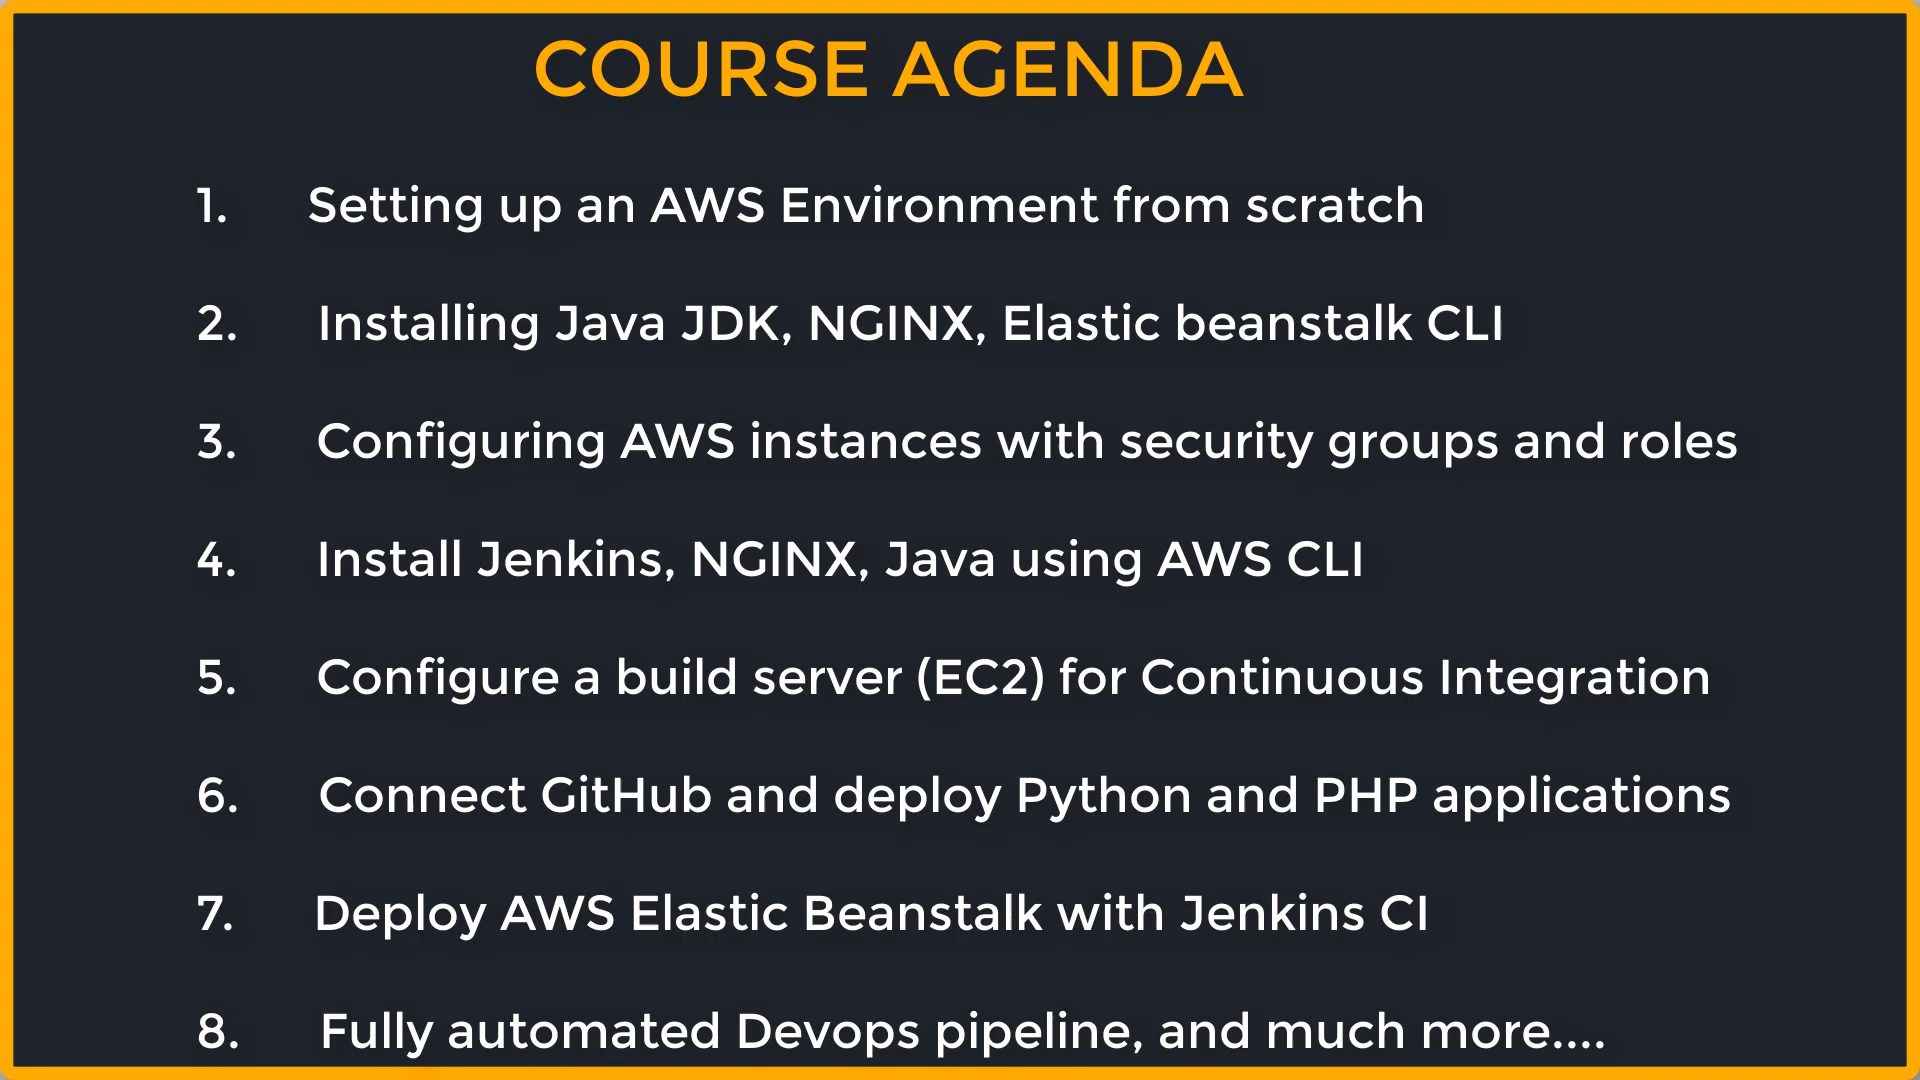 COURSE AGENDA
1. Setting up an AWS Environment from scratch
2. Installing Java JDK, NGINX, Elastic beanstalk CLI
3. Configuring AWS instances with security groups and roles
4. Install Jenkins, NGINX, Java using AWS CLI
5. Configure a build server (EC2) for Continuous Integration
6. Connect GitHub and deploy Python and PHP applications
7. Deploy AWS Elastic Beanstalk with Jenkins CI
8. Fully automated Devops pipeline, and much more....